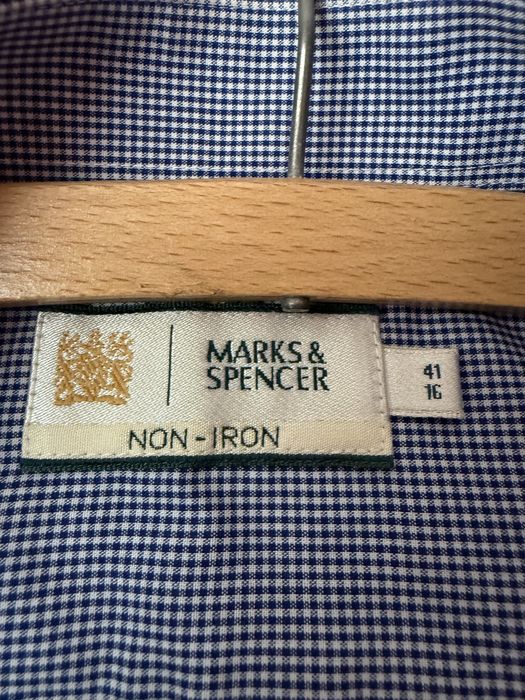 MARKS &
SPENCER
NON-IRON
41
16